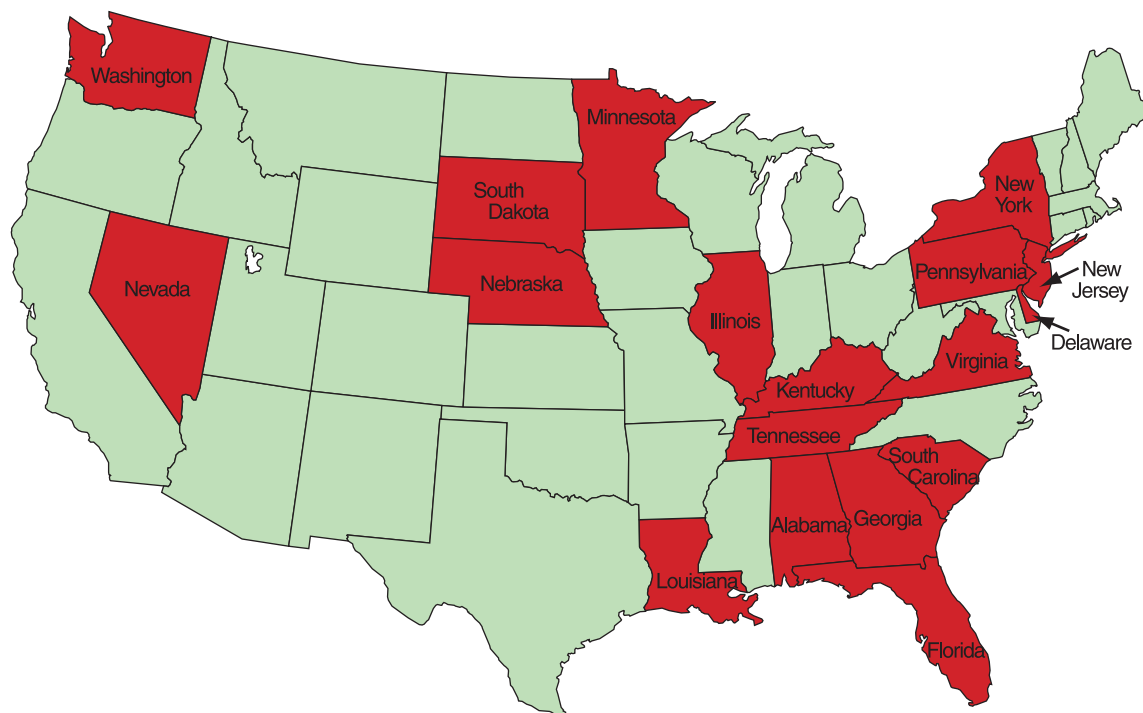 Washington
Minnesota
South
Dakota
New
York
Nevada
Nebraska
Pennsylvania
New
Jersey
Illinois
Delaware
Virginia
Kentucky
Tennessee
South
Carolina
Alabama
Georgia
Louisiana
Florida